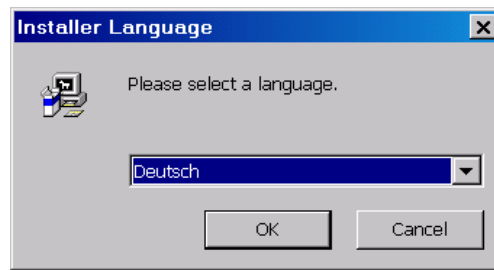 Installer Language
Please select a language.
Deutsch
OK
Cancel